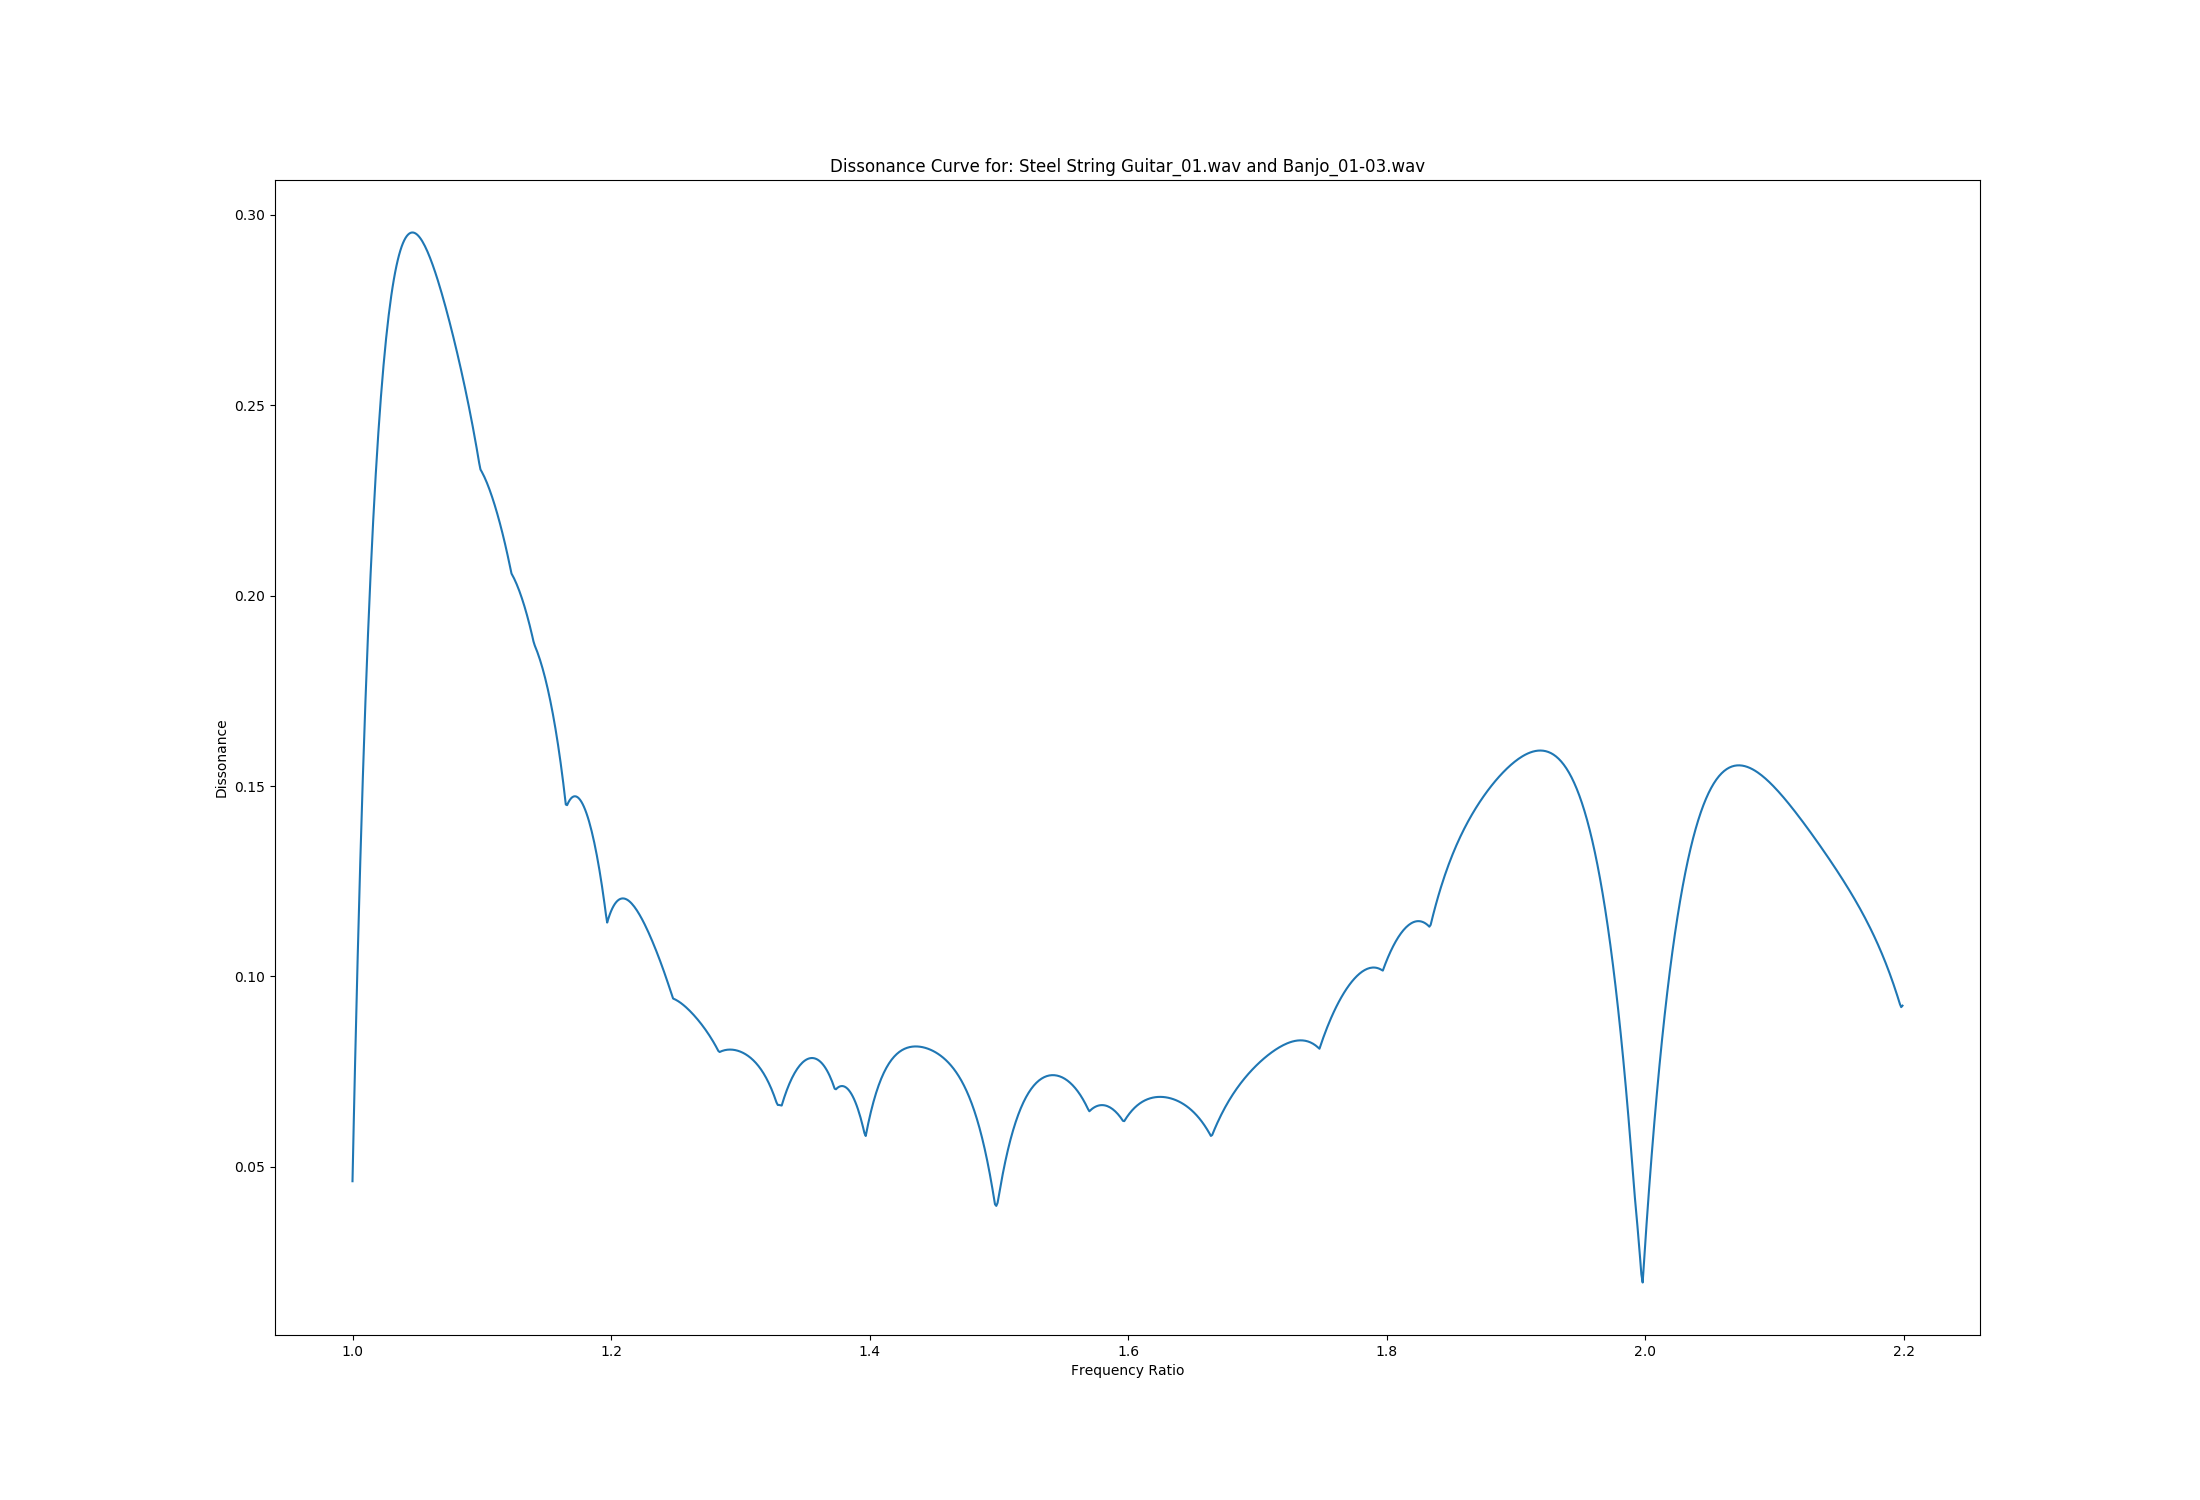 Dissonance Curve for: Steel String Guitar_01.wav and Banjo_01-03.wav
0.30
0.25
0.20
0.15
0.10
0.05
Dissonance
1.0 1.2 1.4 1.6 1.8 2.0 2.2
Frequency Ratio